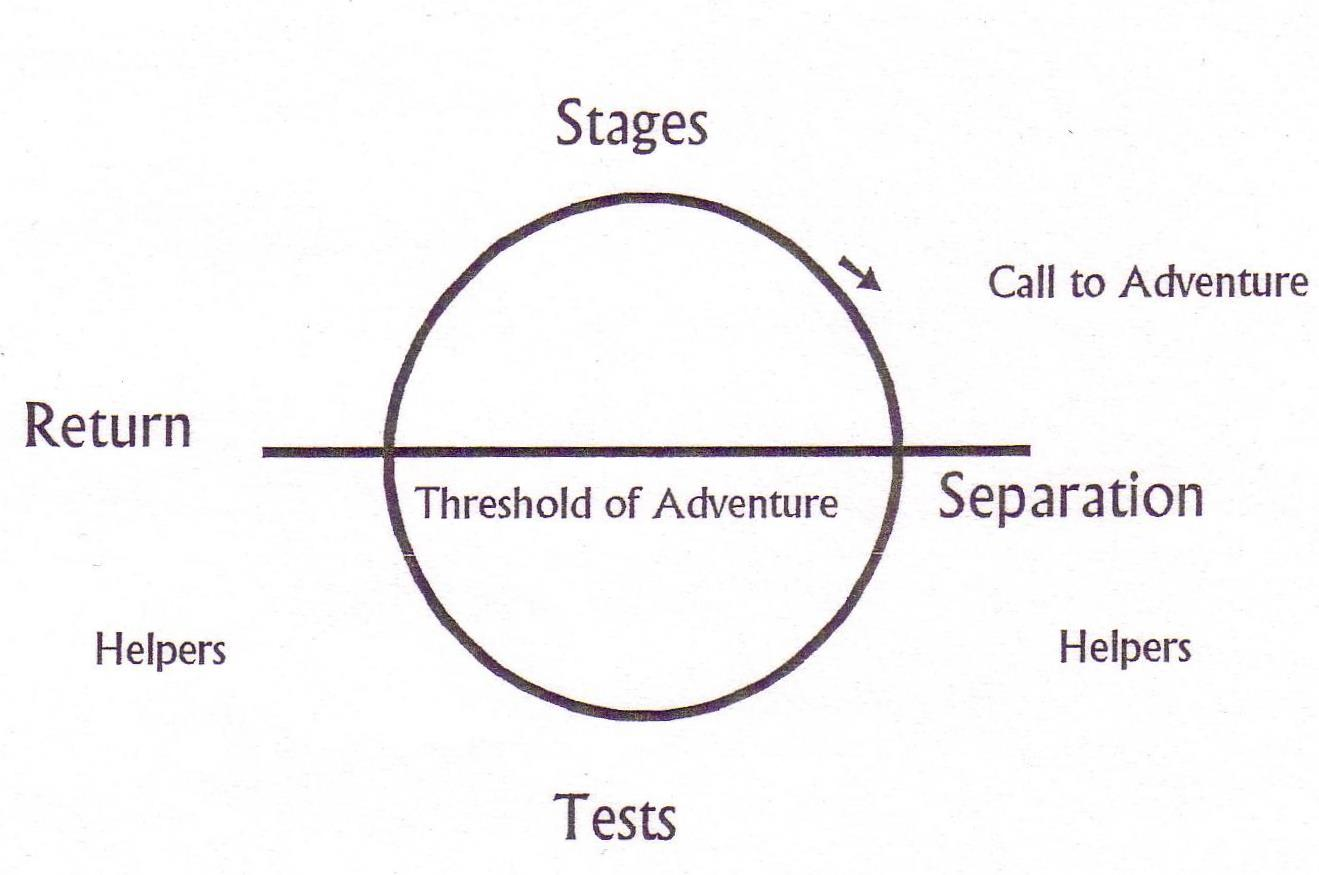 Stages
Call to Adventure
Return
Threshold of Adventure
Separation
Helpers
Helpers
Tests